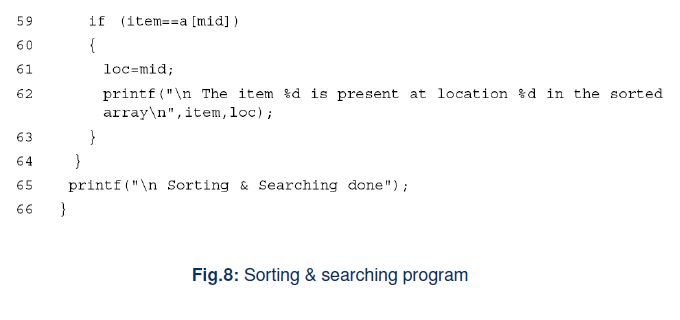 59 if (item==a[mid])
60 {
61 loc=mid;
62 printf("\n The item %d is present at location %d in the sorted
array\n",item,loc);
63 }
64 }
65 printf("\n Sorting & Searching done");
66 }
Fig.8: Sorting & searching program